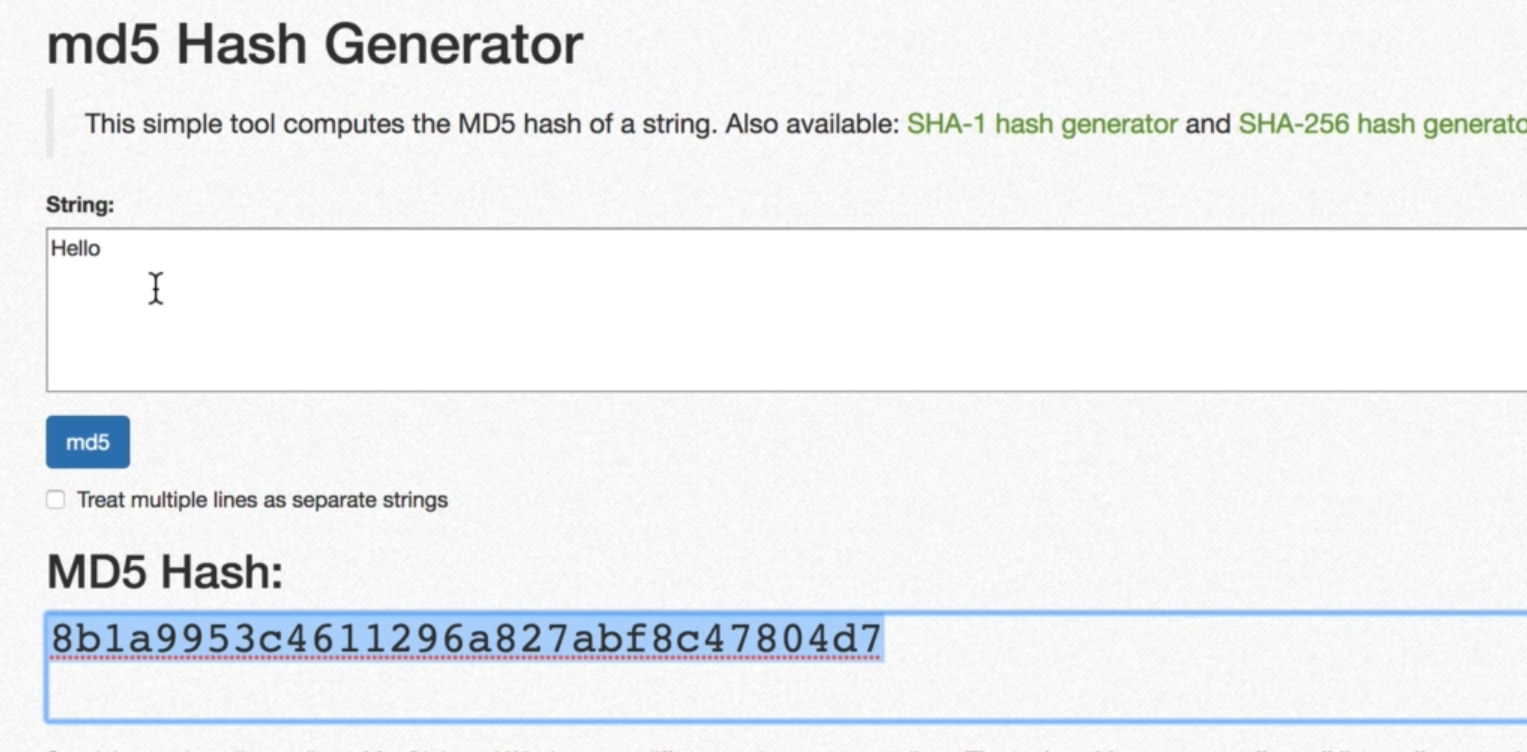 md5 Hash Generator
This simple tool computes the MD5 hash of a string. Also available: SHA-1 hash generator and SHA-256 hash generato
String:
Hello
md5
Treat multiple lines as separate strings
MD5 Hash:
8b1a9953c4611296a827abf8c47804d7